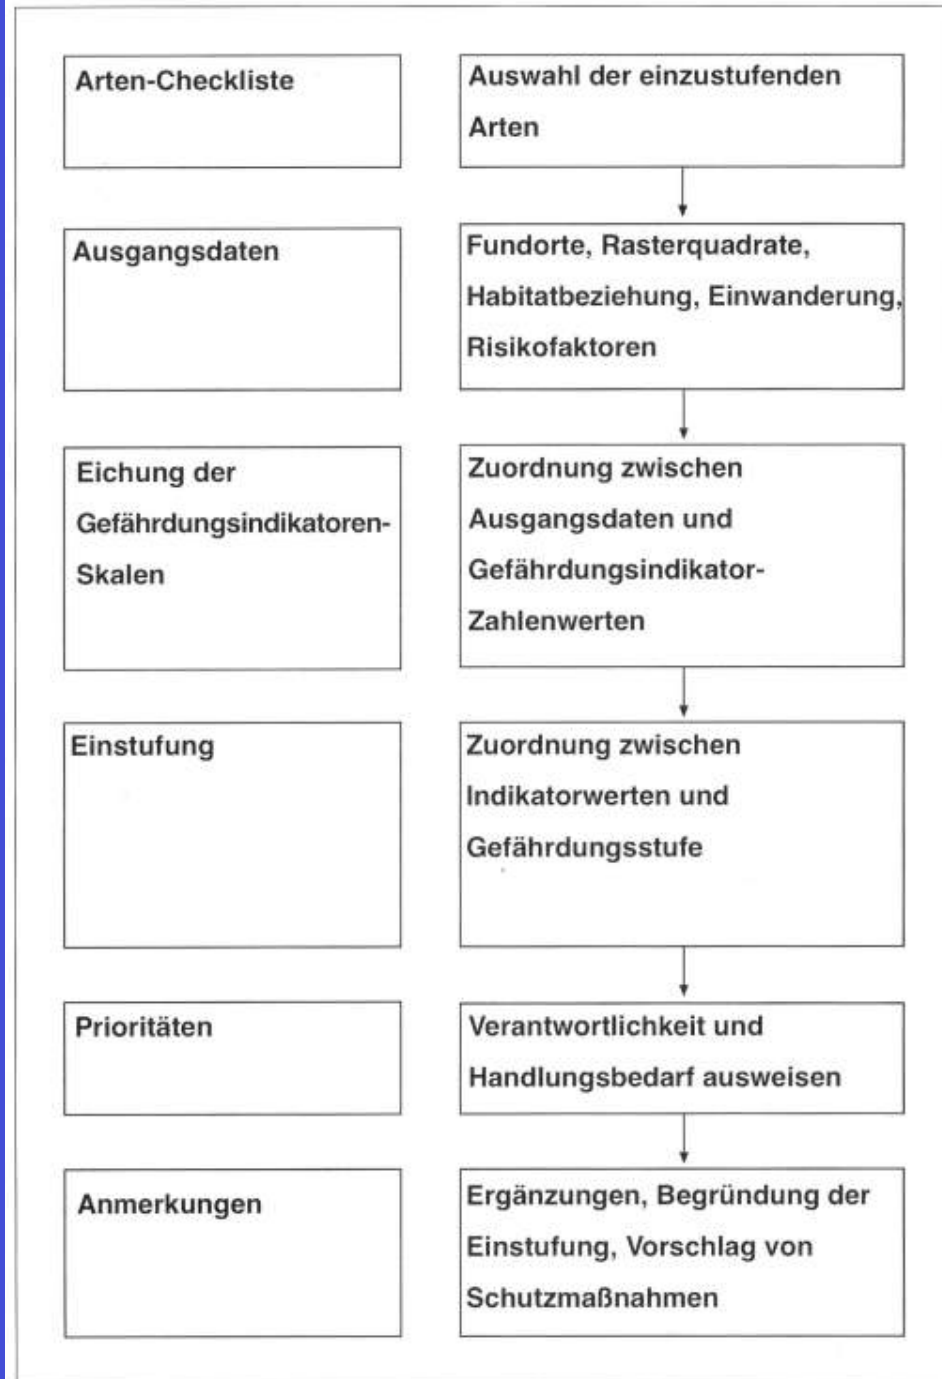 Arten-Checkliste
Auswahl der einzustufenden
Arten
Ausgangsdaten
Fundorte, Rasterquadrate,
Habitatbeziehung, Einwanderung,
Risikofaktoren
Eichung der
Gefährdungsindikatoren-
Skalen
Zuordnung zwischen
Ausgangsdaten und
Gefährdungsindikator-
Zahlenwerten
Einstufung
Zuordnung zwischen
Indikatorwerten und
Gefährdungsstufe
Prioritäten
Verantwortlichkeit und
Handlungsbedarf ausweisen
Anmerkungen
Ergänzungen, Begründung der
Einstufung, Vorschlag von
Schutzmaßnahmen